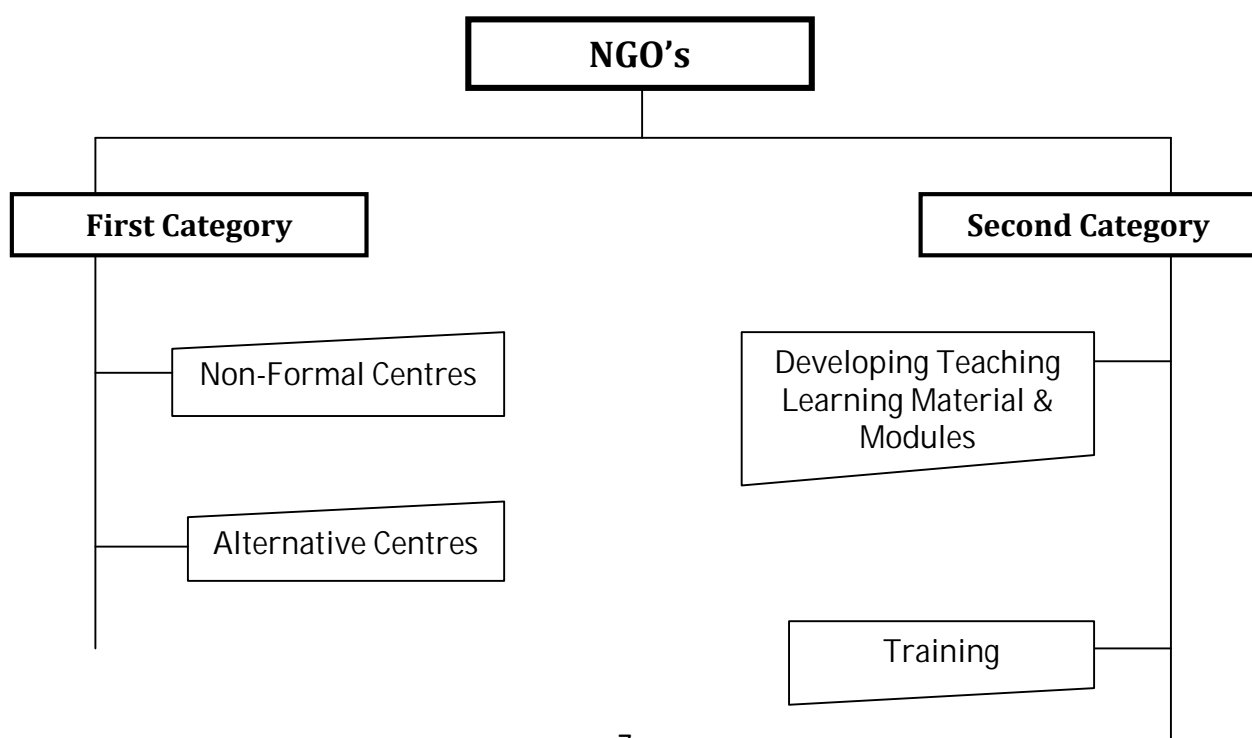 NGO’s
First Category
Second Category
Non-Formal Centres
Developing Teaching
Learning Material &
Modules
Alternative Centres
Training